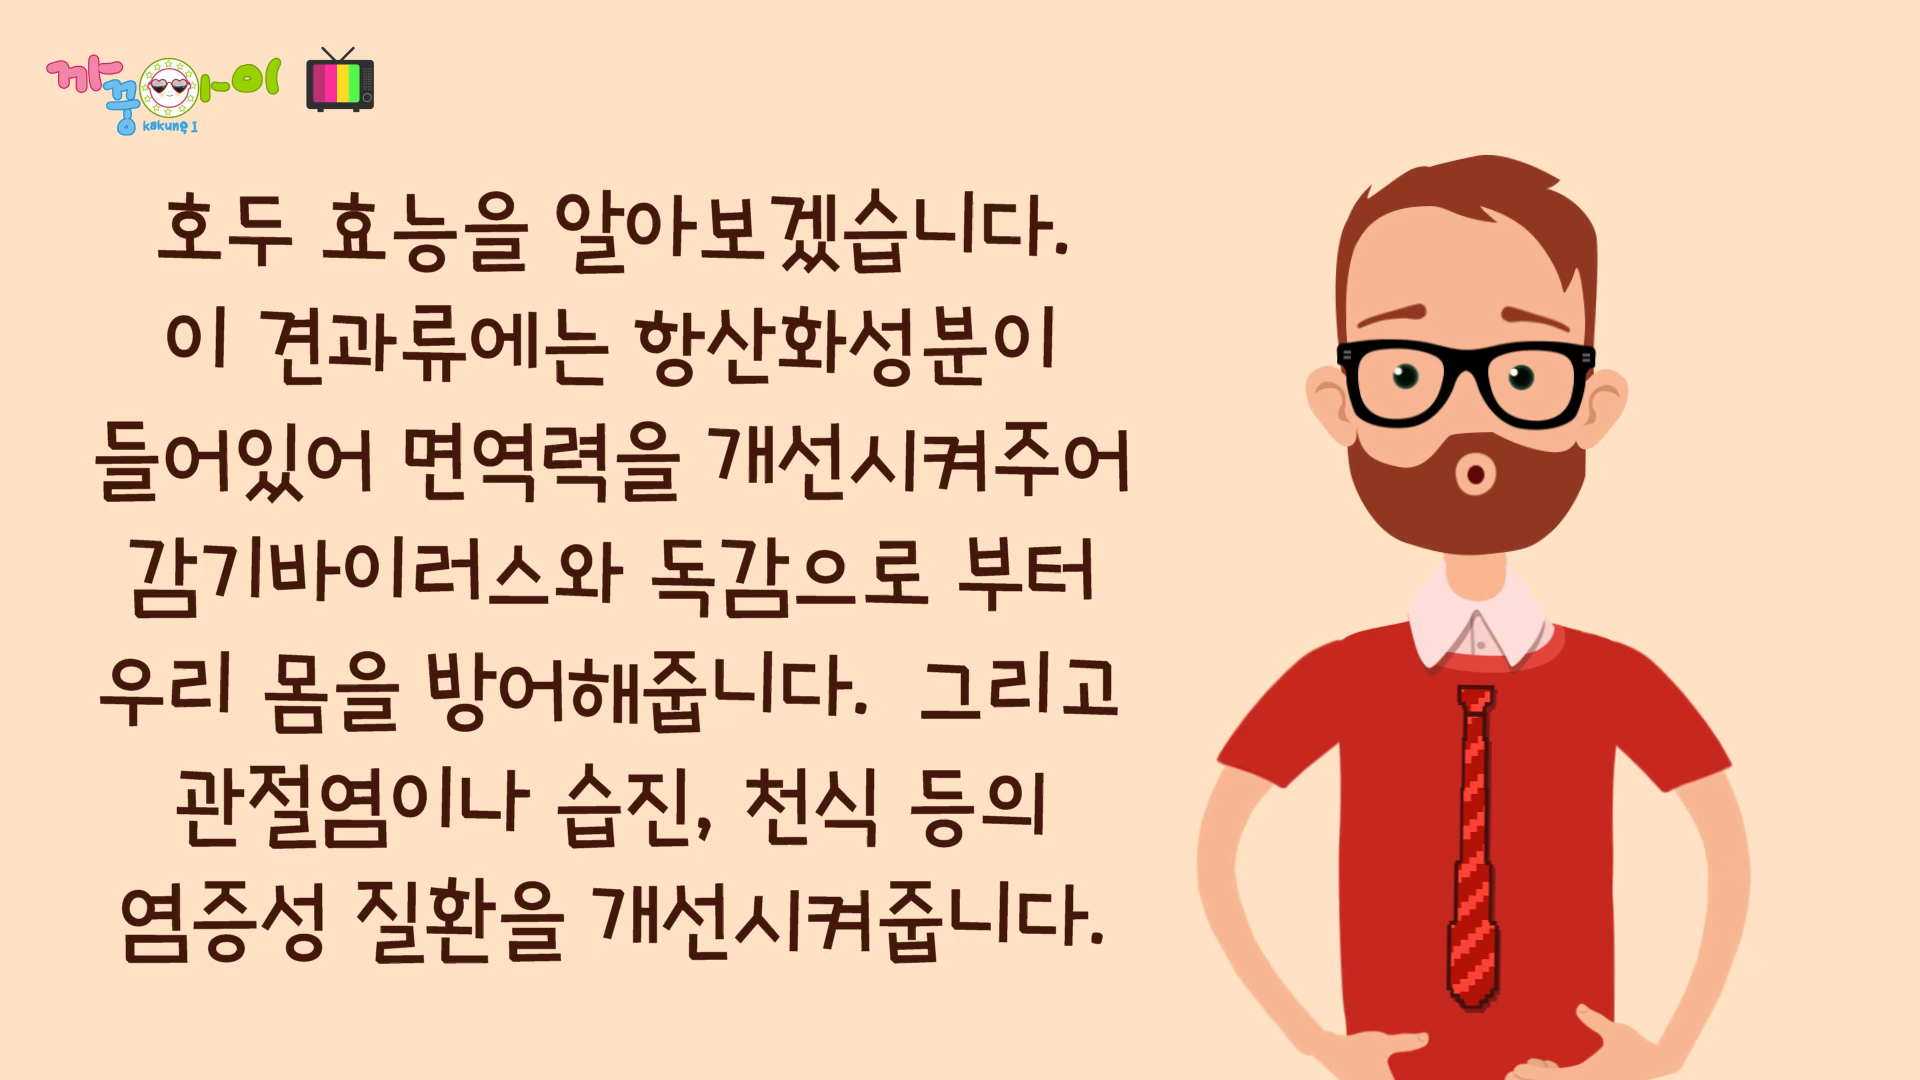 까꿍아이
kakung I
호두 효능을 알아보겠습니다.
이 견과류에는 항산화성분이
들어있어 면역력을 개선시켜주어
감기바이러스와 독감으로 부터
우리 몸을 방어해줍니다. 그리고
관절염이나 습진, 천식 등의
염증성 질환을 개선시켜줍니다.